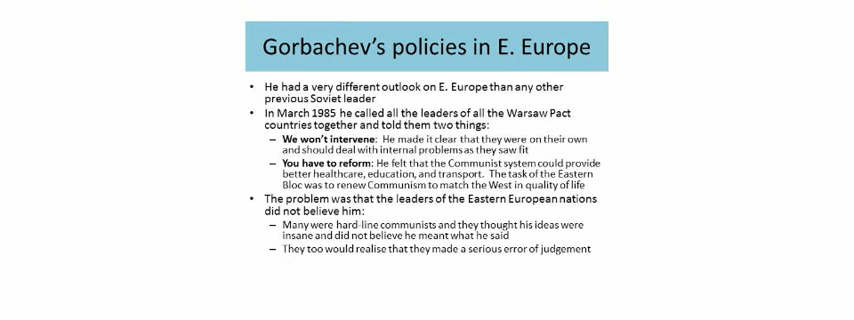 Gorbachev's policies in E. Europe
• He had a very different outlook on E. Europe than any other
previous Soviet leader
• In March 1985 he called all the leaders of all the Warsaw Pact
countries together and told them two things:
– We won't intervene: He made it clear that they were on their own
and should deal with internal problems as they saw fit
– You have to reform: He felt that the Communist system could provide
better healthcare, education, and transport. The task of the Eastern
Bloc was to renew Communism to match the West in quality of life
• The problem was that the leaders of the Eastern European nations
did not believe him:
– Many were hard-line communists and they thought his ideas were
insane and did not believe he meant what he said
– They too would realise that they made a serious error of judgement